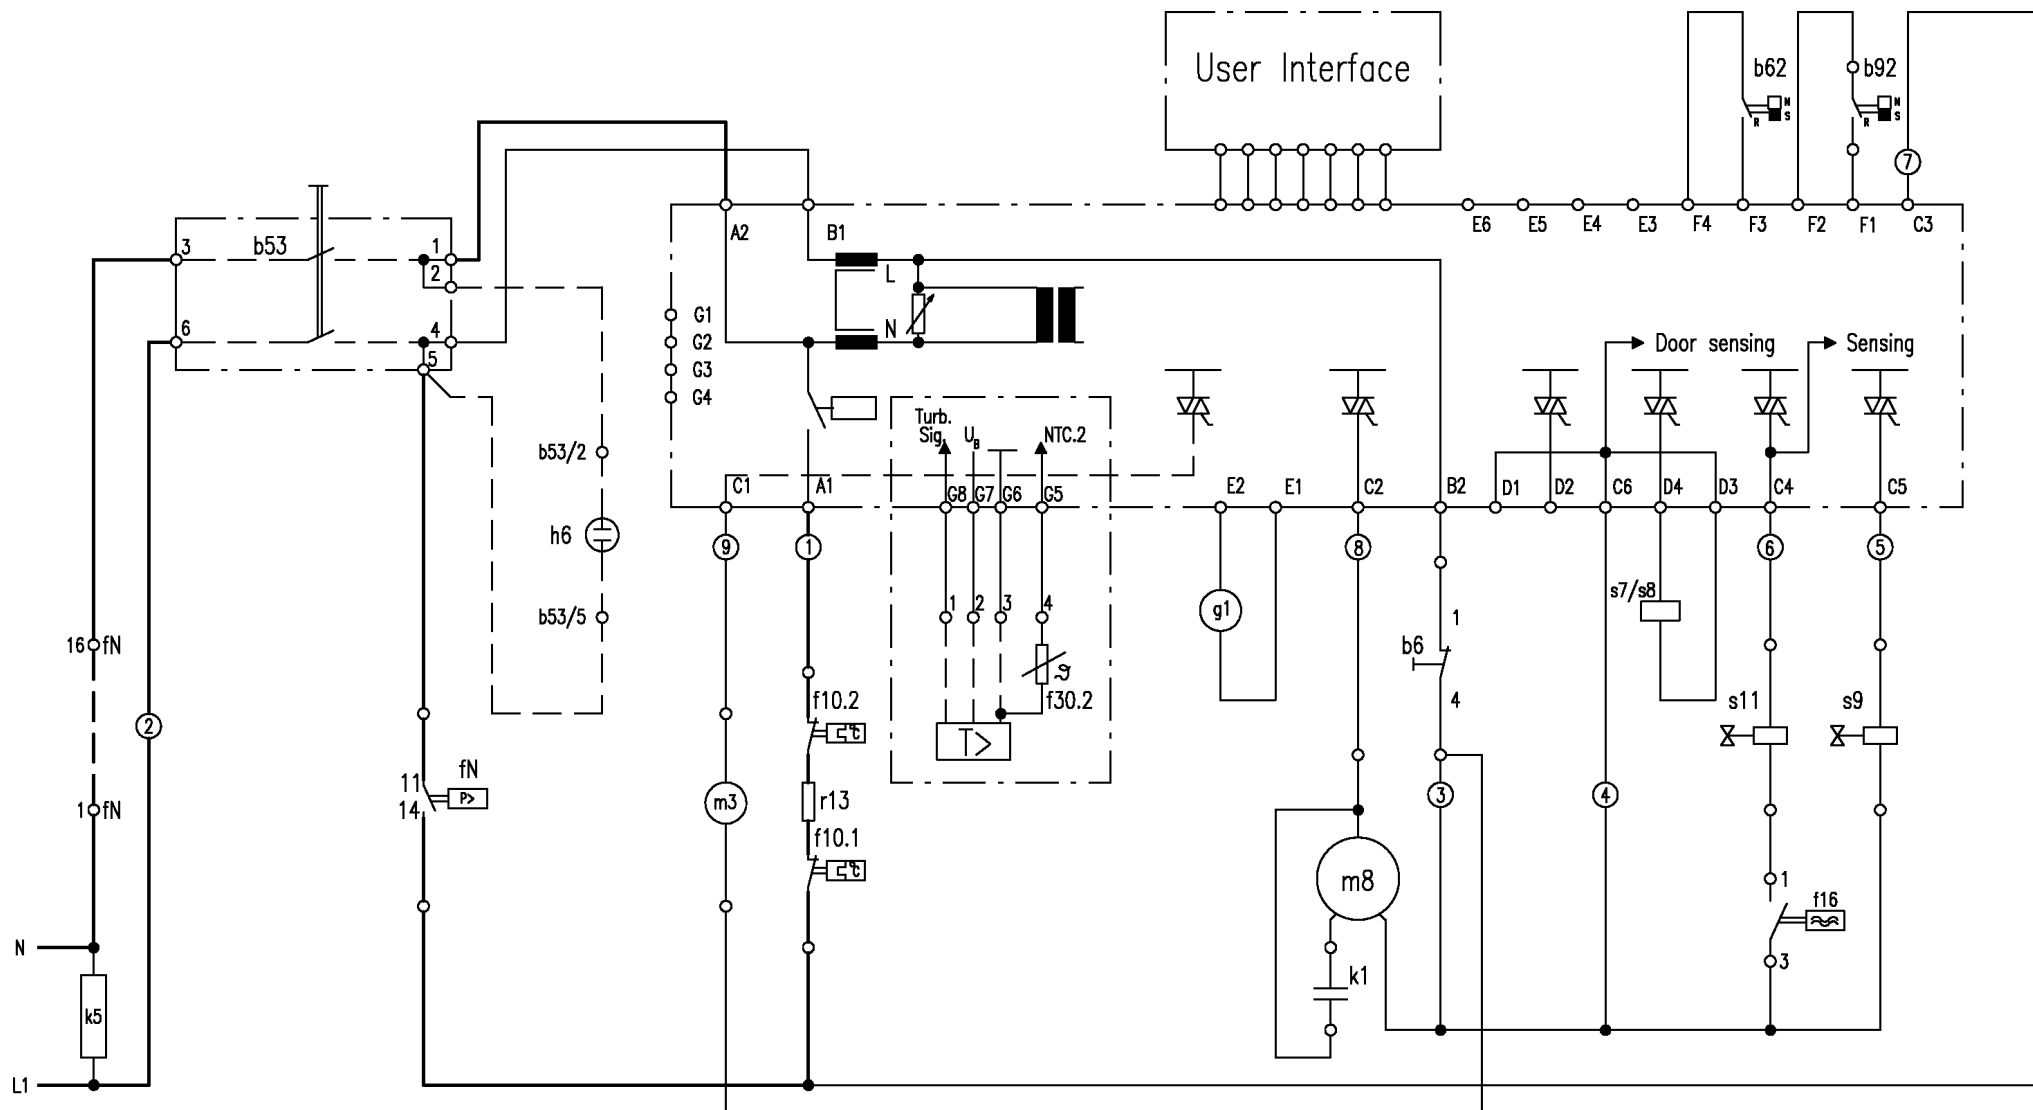 User Interface
b62
N
S
R
b92
N
S
R
7
A2
B1
E6
E5
E4
E3
F4
F3
F2
F1
C3
3
b53
1
2
6
4
5
L
N
G1
G2
G3
G4
Door sensing
Sensing
Turb.
Sig.
UB
NTC.2
b53/2
h6
b53/5
C1
A1
G8
G7
G6
G5
E2
E1
C2
B2
D1
D2
C6
D4
D3
C4
C5
9
1
8
6
5
1
2
3
4
g1
s7/s8
1
b6
4
16
fN
2
1
fN
f10.2
°C
ϑ
f30.2
T>
s11
s9
11
fN
P>
14
m3
r13
f10.1
°C
3
4
m8
1
f16
3
k1
N
k5
L1